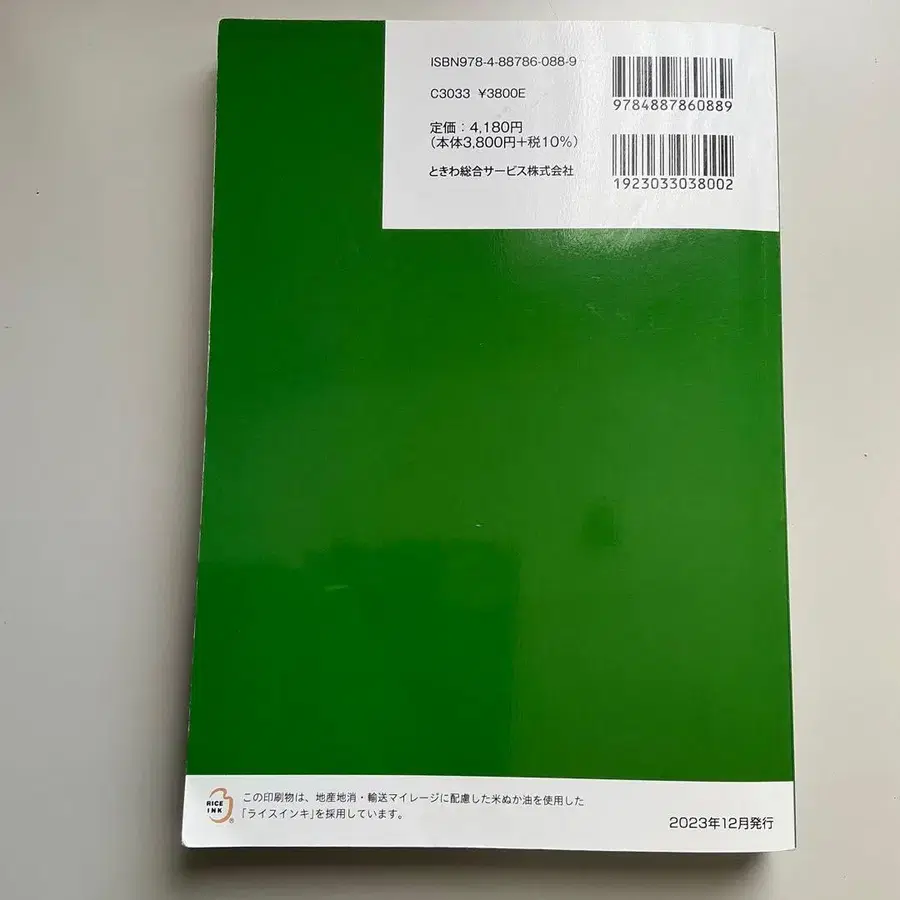 ISBN978-4-88786-088-9
C3033 ¥3800E
定価：4,180円
（本体3,800円＋税10%）
ときわ総合サービス株式会社
9784887860889
1923033038002
RICE
INK
この印刷物は、地産地消・輸送マイレージに配慮した米ぬか油を使用した
「ライスインキ」を採用しています。
2023年12月発行